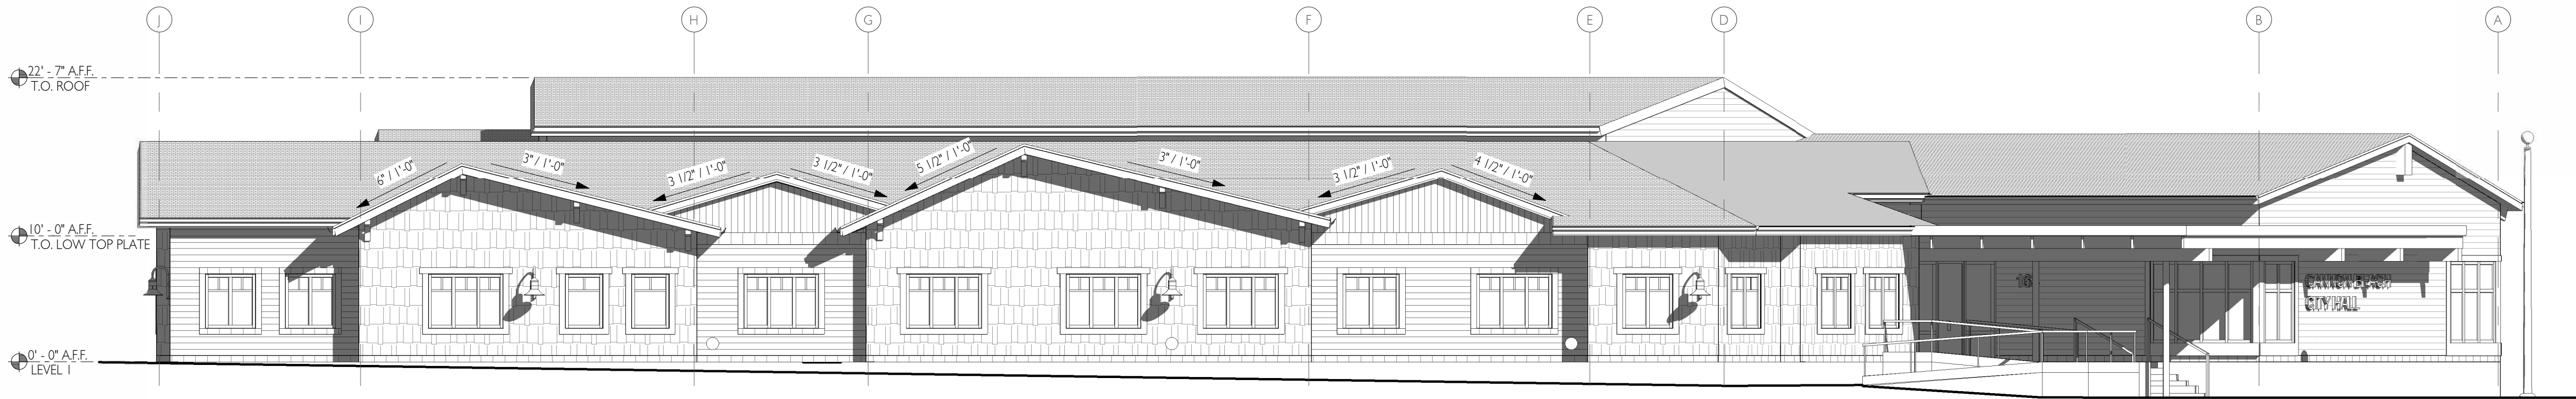 J I H G F E D B A
22' - 7" A.F.F.
T.O. ROOF
6" / 1'-0"
3" / 1'-0"
3 1/2" / 1'-0"
3 1/2" / 1'-0"
5 1/2" / 1'-0"
3" / 1'-0"
3 1/2" / 1'-0"
4 1/2" / 1'-0"
10' - 0" A.F.F.
T.O. LOW TOP PLATE
CANNON BEACH
CITY HALL
0' - 0" A.F.F.
LEVEL 1